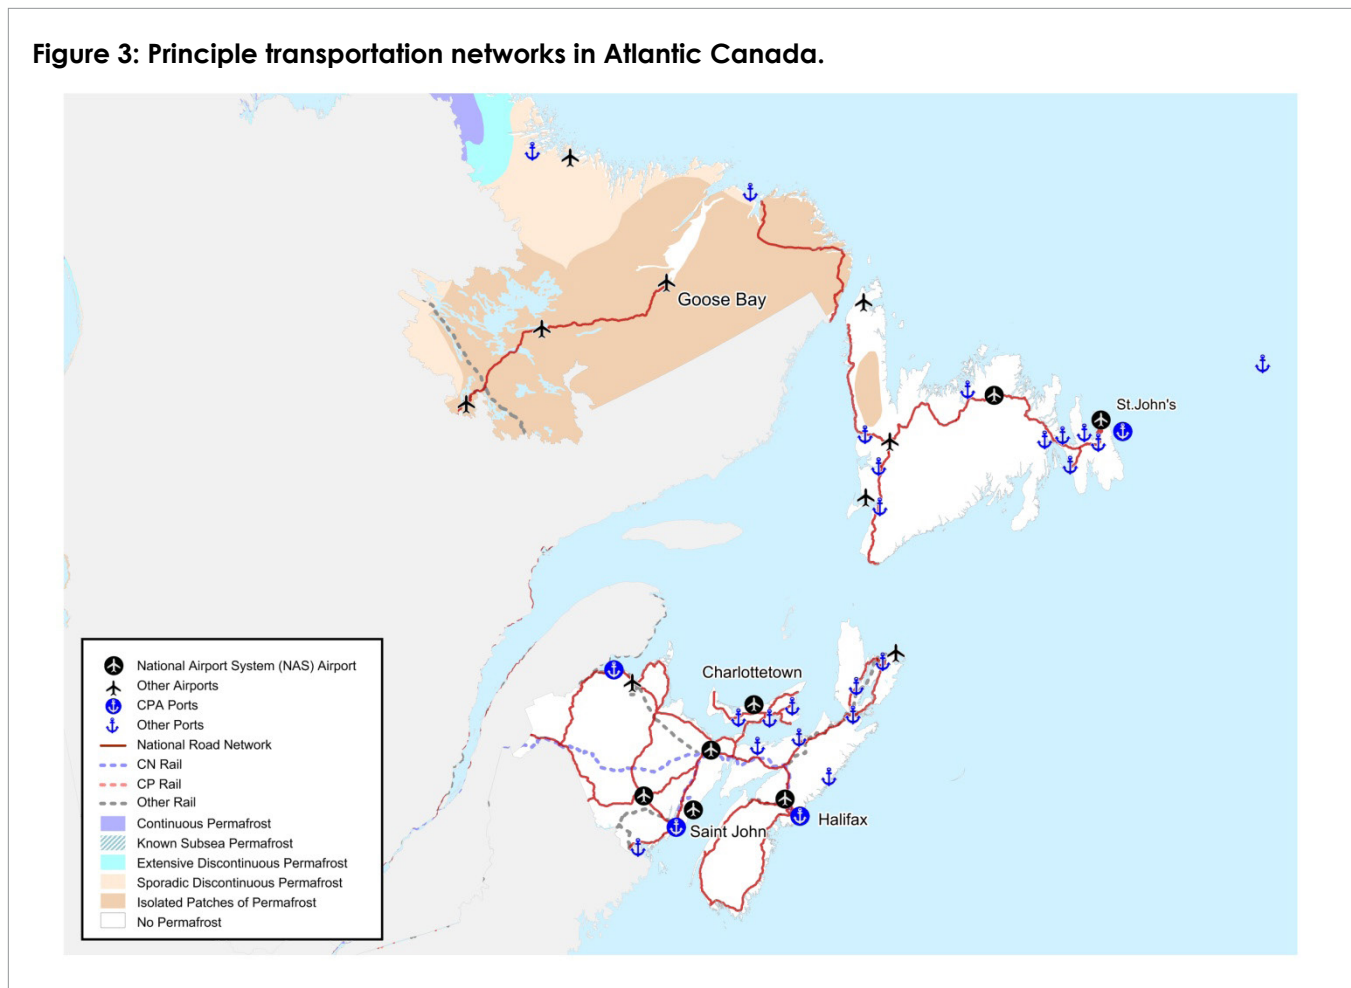 Figure 3: Principle transportation networks in Atlantic Canada.
Goose Bay
St.John's
Charlottetown
Saint John
Halifax
National Airport System (NAS) Airport
Other Airports
CPA Ports
Other Ports
National Road Network
CN Rail
CP Rail
Other Rail
Continuous Permafrost
Known Subsea Permafrost
Extensive Discontinuous Permafrost
Sporadic Discontinuous Permafrost
Isolated Patches of Permafrost
No Permafrost